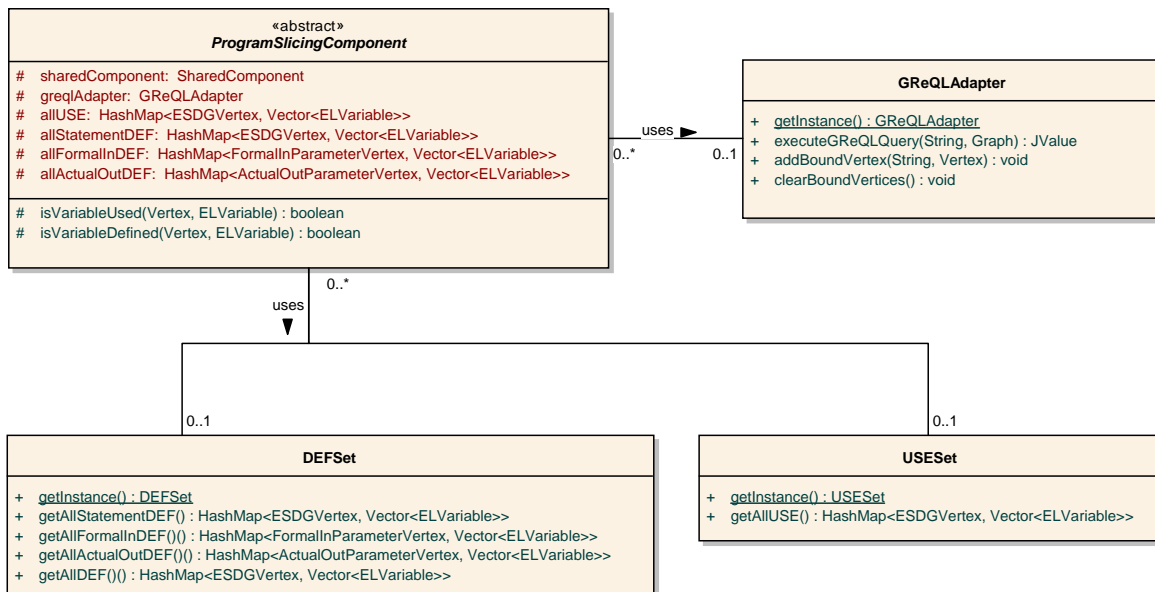 «abstract»
ProgramSlicingComponent
# sharedComponent: SharedComponent
# greqlAdapter: GReQLAdapter
# allUSE: HashMap<ESDGVertex, Vector<ELVariable>>
# allStatementDEF: HashMap<ESDGVertex, Vector<ELVariable>>
# allFormalInDEF: HashMap<FormalInParameterVertex, Vector<ELVariable>>
# allActualOutDEF: HashMap<ActualOutParameterVertex, Vector<ELVariable>>
# isVariableUsed(Vertex, ELVariable) : boolean
# isVariableDefined(Vertex, ELVariable) : boolean
uses
0..*
0..1
GReQLAdapter
+ getInstance() : GReQLAdapter
+ executeGReQLQuery(String, Graph) : JValue
+ addBoundVertex(String, Vertex) : void
+ clearBoundVertices() : void
0..*
uses
0..1
0..1
DEFSet
+ getInstance() : DEFSet
+ getAllStatementDEF() : HashMap<ESDGVertex, Vector<ELVariable>>
+ getAllFormalInDEF()() : HashMap<FormalInParameterVertex, Vector<ELVariable>>
+ getAllActualOutDEF()() : HashMap<ActualOutParameterVertex, Vector<ELVariable>>
+ getAllDEF()() : HashMap<ESDGVertex, Vector<ELVariable>>
USESet
+ getInstance() : USESet
+ getAllUSE() : HashMap<ESDGVertex, Vector<ELVariable>>